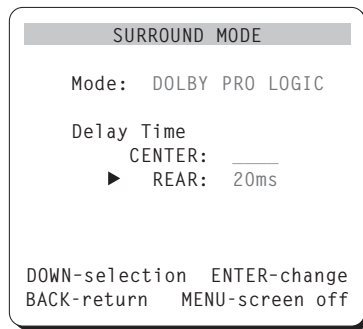 SURROUND MODE
Mode: DOLBY PRO LOGIC
Delay Time
CENTER: ____
▶ REAR: 20ms
DOWN-selection ENTER-change
BACK-return MENU-screen off